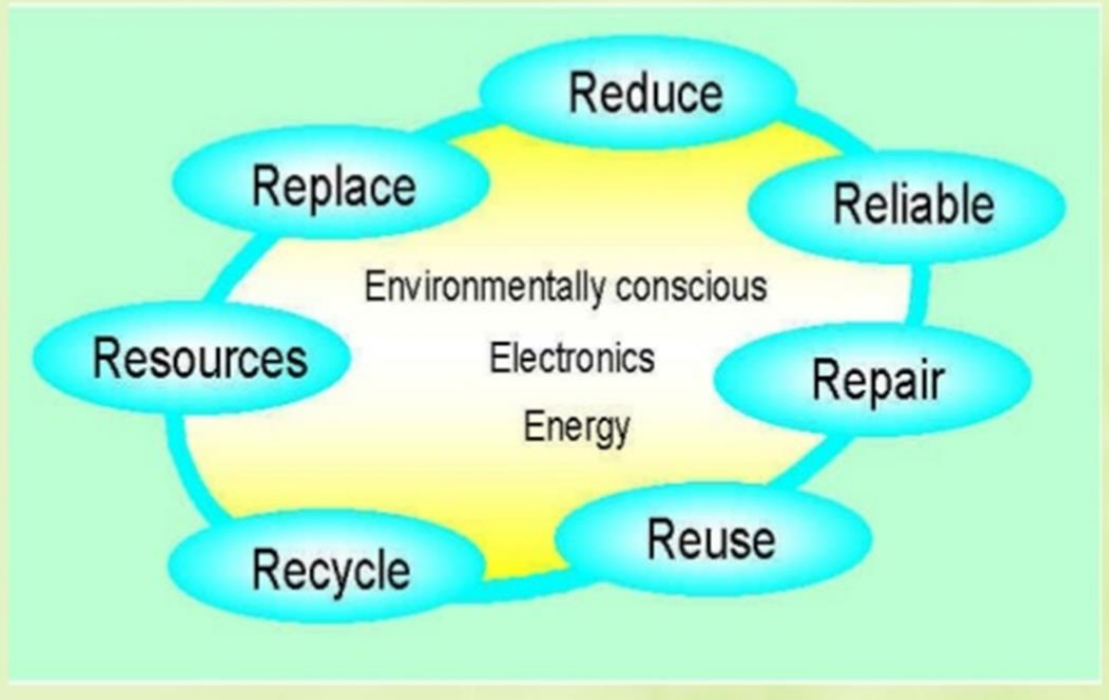 Reduce
Replace
Reliable
Environmentally conscious
Resources
Electronics
Repair
Energy
Reuse
Recycle